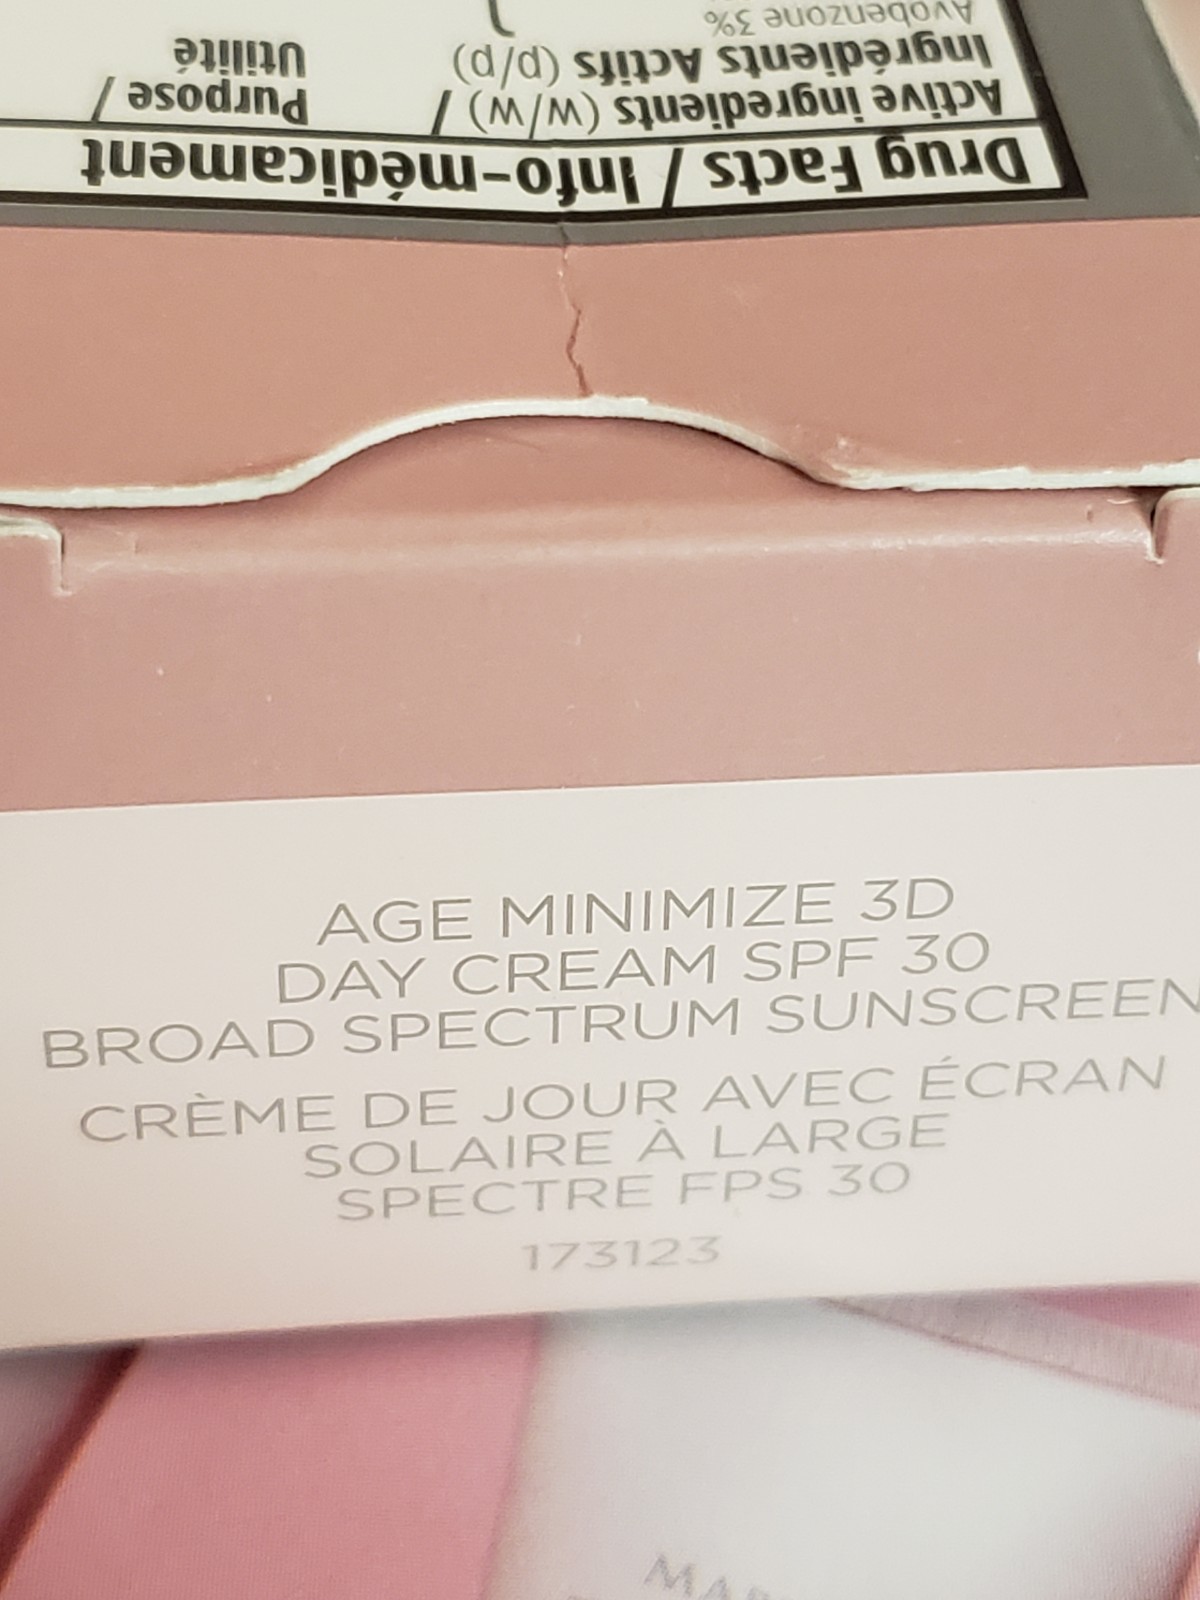 Drug Facts / Info-médicament
Active ingredients (w/w) / Purpose /
Ingrédients Actifs (p/p) Utilité
Avobenzone 3%
AGE MINIMIZE 3D
DAY CREAM SPF 30
BROAD SPECTRUM SUNSCREEN
CRÈME DE JOUR AVEC ÉCRAN
SOLAIRE À LARGE
SPECTRE FPS 30
173123